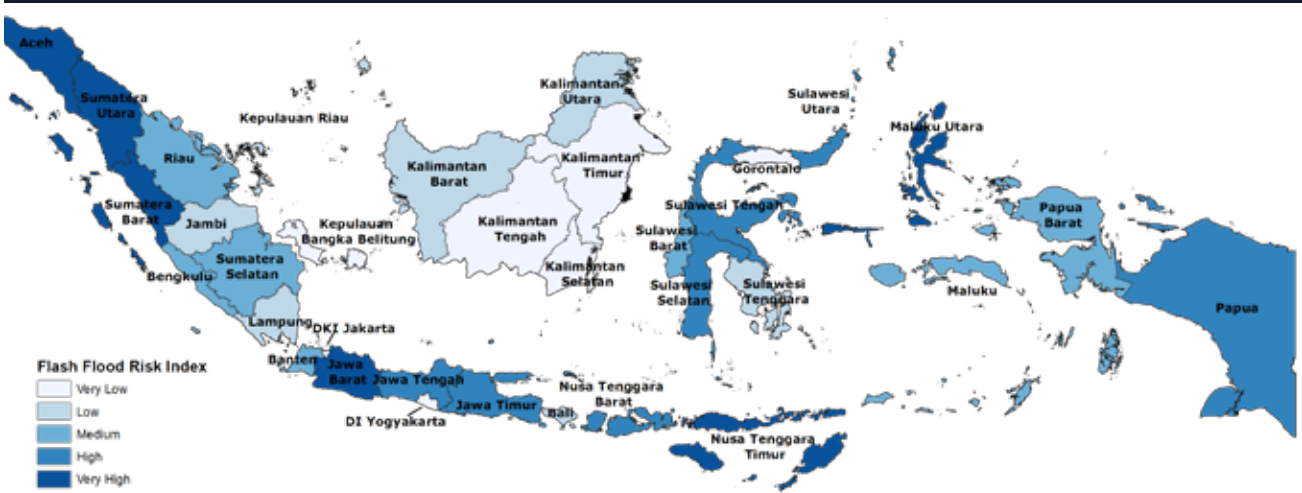 Aceh
Sumatera
Utara
Riau
Kepulauan Riau
Sumatera
Barat
Jambi
Kepulauan
Bangka Belitung
Bengkulu
Sumatera
Selatan
Lampung
DKI Jakarta
Banten
Jawa
Barat
Jawa Tengah
DI Yogyakarta
Jawa Timur
Bali
Nusa Tenggara
Barat
Nusa Tenggara
Timur
Kalimantan
Barat
Kalimantan
Utara
Kalimantan
Timur
Kalimantan
Tengah
Kalimantan
Selatan
Sulawesi
Utara
Gorontalo
Sulawesi Tengah
Sulawesi
Barat
Sulawesi
Selatan
Sulawesi
Tenggara
Maluku Utara
Maluku
Papua
Barat
Papua
Flash Flood Risk Index
Very Low
Low
Medium
High
Very High